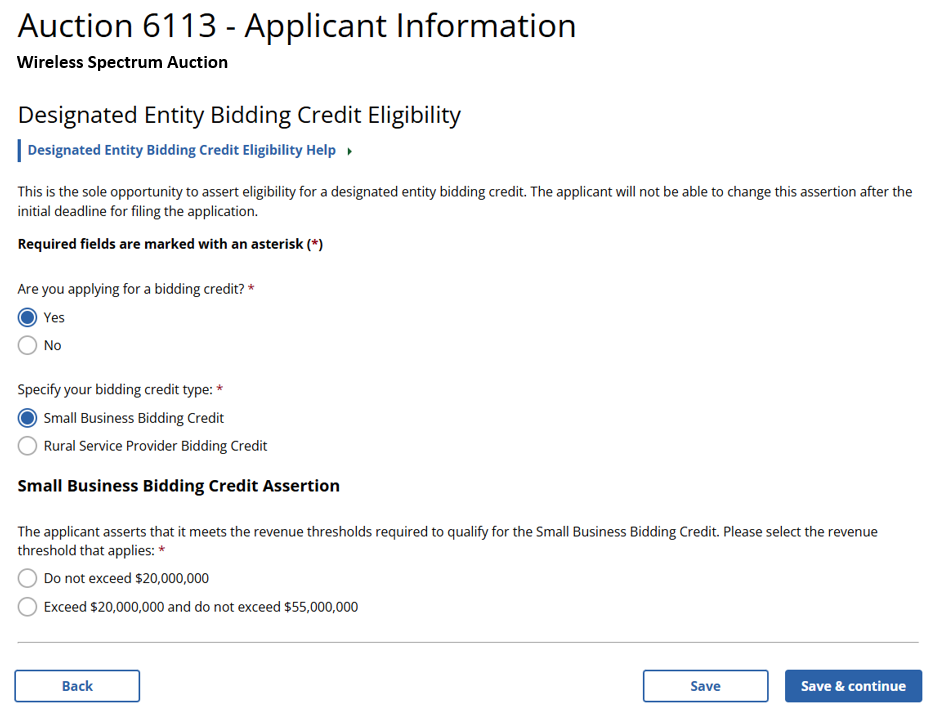 Auction 6113 - Applicant Information
Wireless Spectrum Auction
Designated Entity Bidding Credit Eligibility
Designated Entity Bidding Credit Eligibility Help
This is the sole opportunity to assert eligibility for a designated entity bidding credit. The applicant will not be able to change this assertion after the
initial deadline for filing the application.
Required fields are marked with an asterisk (*)
Are you applying for a bidding credit? *
Yes
No
Specify your bidding credit type: *
Small Business Bidding Credit
Rural Service Provider Bidding Credit
Small Business Bidding Credit Assertion
The applicant asserts that it meets the revenue thresholds required to qualify for the Small Business Bidding Credit. Please select the revenue
threshold that applies: *
Do not exceed $20,000,000
Exceed $20,000,000 and do not exceed $55,000,000
Back
Save
Save & continue